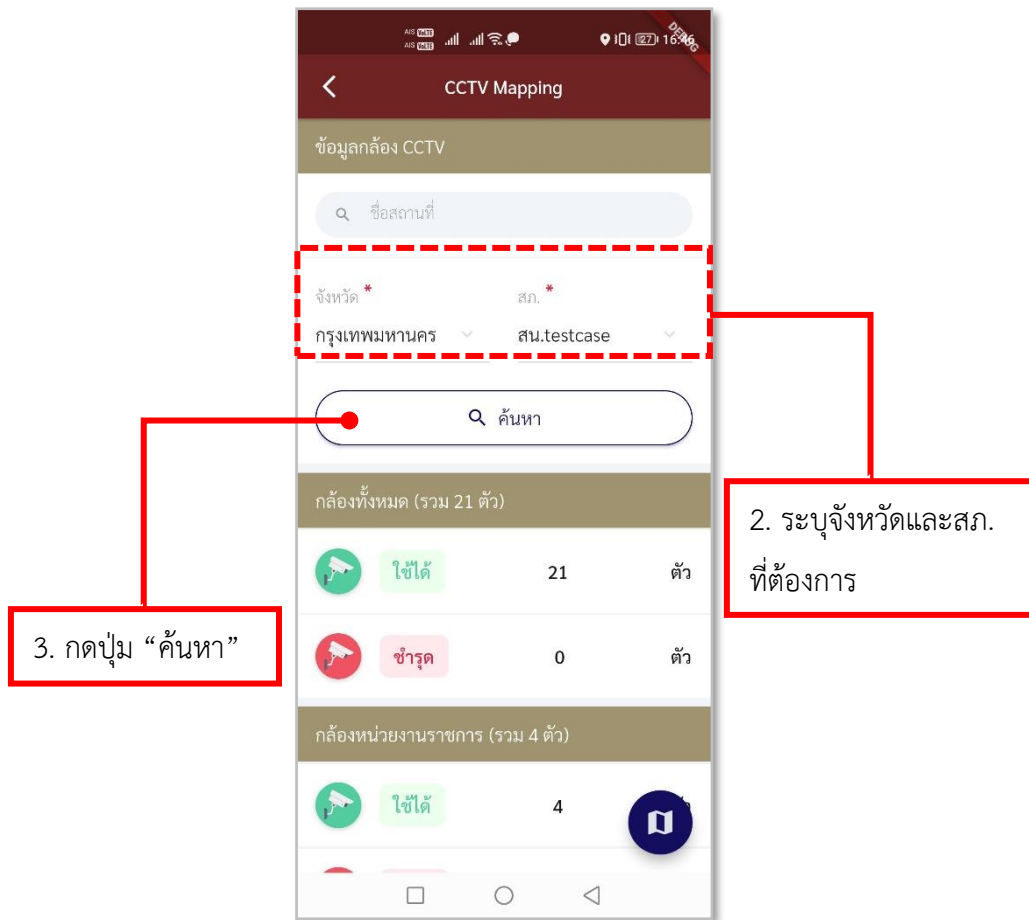 AIS VoLTE
AIS VoLTE
27 16:46
DEBUG
CCTV Mapping
ข้อมูลกล้อง CCTV
ชื่อสถานที่
จังหวัด * สภ. *
กรุงเทพมหานคร สน.testcase
ค้นหา
กล้องทั้งหมด (รวม 21 ตัว)
ใช้ได้ 21 ตัว
ชำรุด 0 ตัว
กล้องหน่วยงานราชการ (รวม 4 ตัว)
ใช้ได้ 4
2. ระบุจังหวัดและสภ.
ที่ต้องการ
3. กดปุ่ม “ค้นหา”